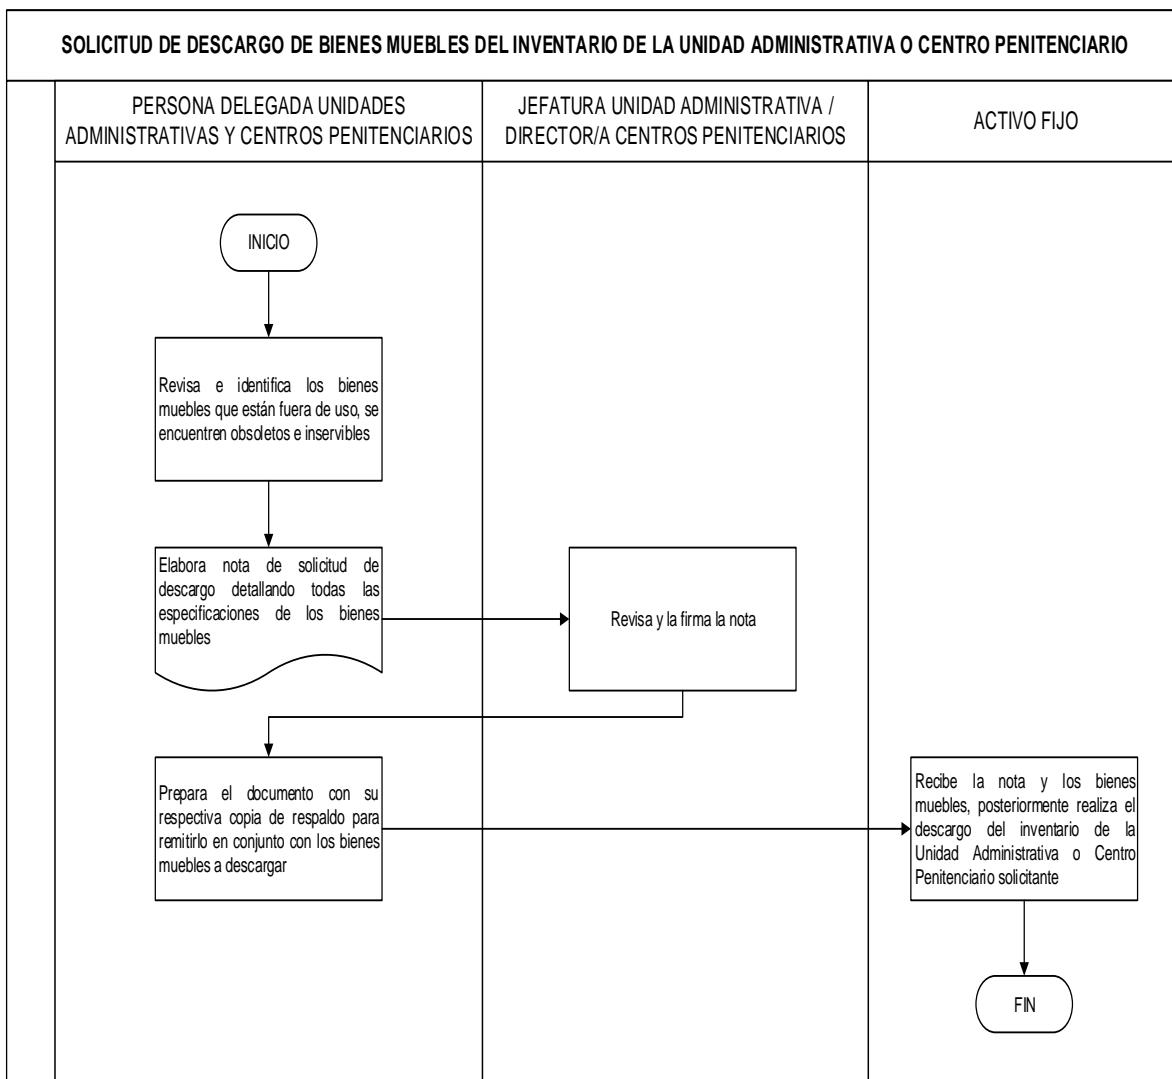 SOLICITUD DE DESCARGO DE BIENES MUEBLES DEL INVENTARIO DE LA UNIDAD ADMINISTRATIVA O CENTRO PENITENCIARIO
PERSONA DELEGADA UNIDADES
ADMINISTRATIVAS Y CENTROS PENITENCIARIOS
JEFATURA UNIDAD ADMINISTRATIVA /
DIRECTOR/A CENTROS PENITENCIARIOS
ACTIVO FIJO
INICIO
Revisa e identifica los bienes
muebles que están fuera de uso, se
encuentren obsoletos e inservibles
Elabora nota de solicitud de
descargo detallando todas las
especificaciones de los bienes
muebles
Revisa y la firma la nota
Prepara el documento con su
respectiva copia de respaldo para
remitirlo en conjunto con los bienes
muebles a descargar
Recibe la nota y los bienes
muebles, posteriormente realiza el
descargo del inventario de la
Unidad Administrativa o Centro
Penitenciario solicitante
FIN